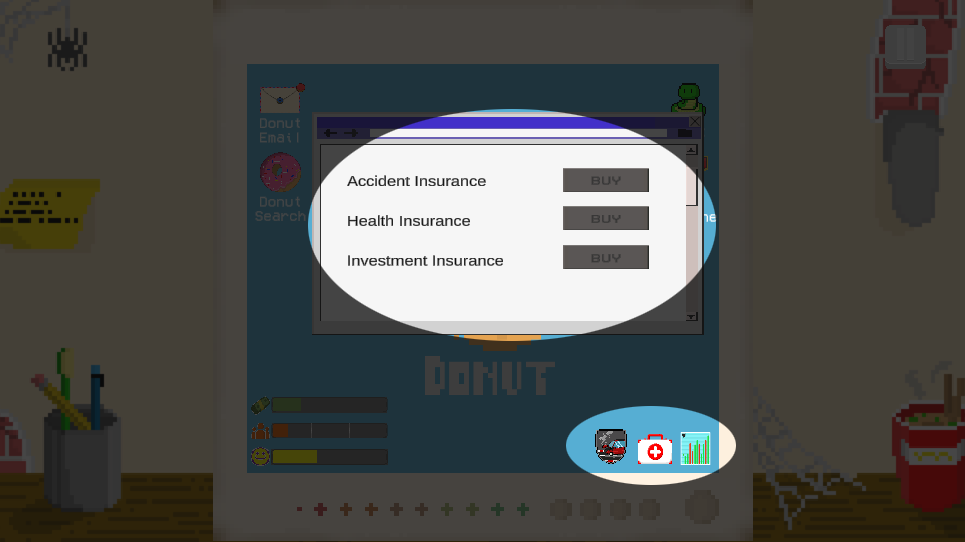 Donut
Email
Donut
Search
Accident Insurance BUY
Health Insurance BUY
Investment Insurance BUY
DONUT